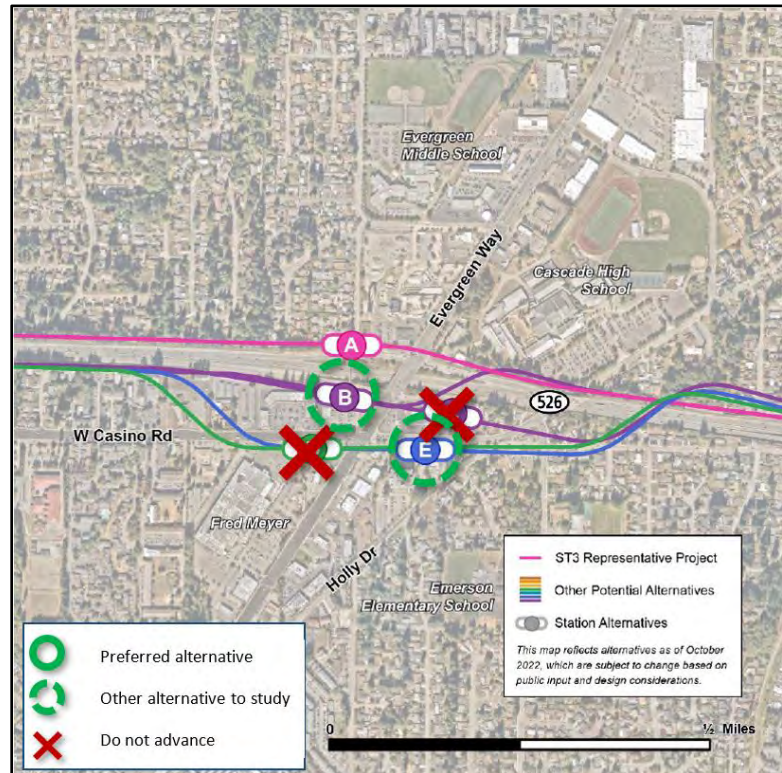 Evergreen
Middle School
Evergreen Way
Cascade High
School
A
B
526
W Casino Rd
E
Fred Meyer
Holly Dr
Emerson
Elementary School
ST3 Representative Project
Other Potential Alternatives
Station Alternatives
This map reflects alternatives as of October
2022, which are subject to change based on
public input and design considerations.
Preferred alternative
Other alternative to study
Do not advance
0
½ Miles